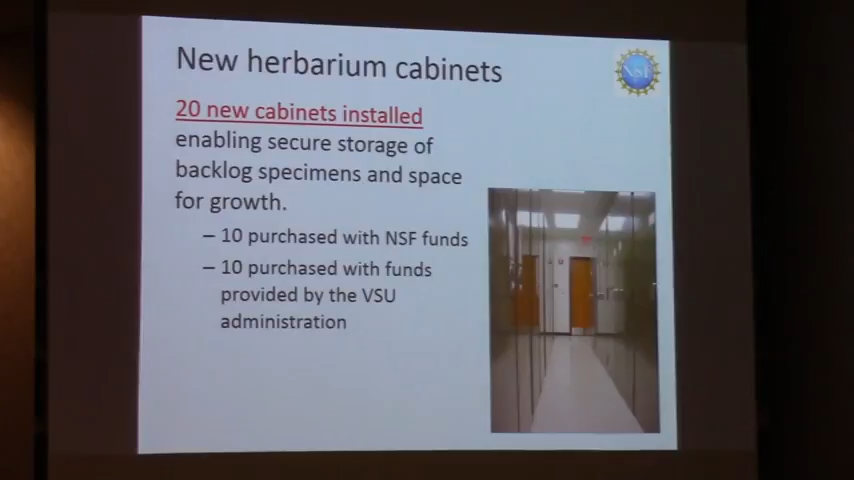 New herbarium cabinets
NSF
20 new cabinets installed
enabling secure storage of
backlog specimens and space
for growth.
– 10 purchased with NSF funds
– 10 purchased with funds
provided by the VSU
administration